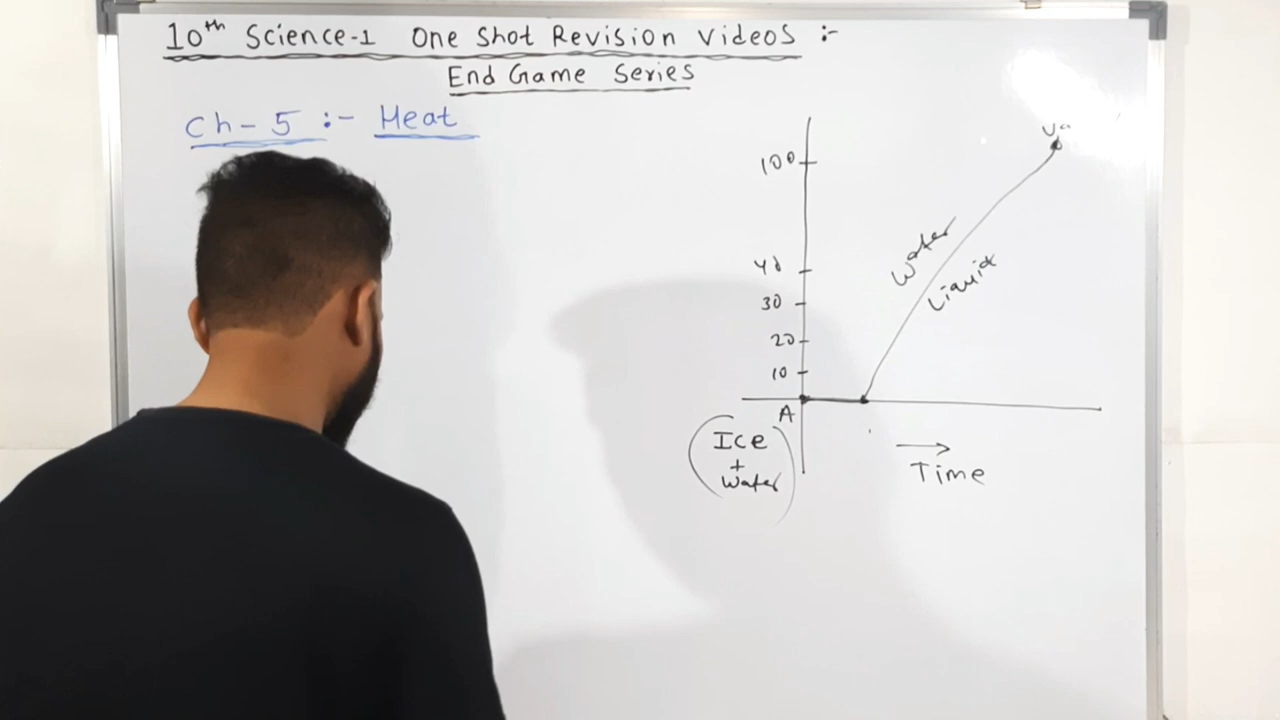 10th Science-1 One Shot Revision Videos :-
End Game Series
Ch-5 :- Heat
100
40
30
20
10
Water
Liquid
A
Ice
+
Water
Time